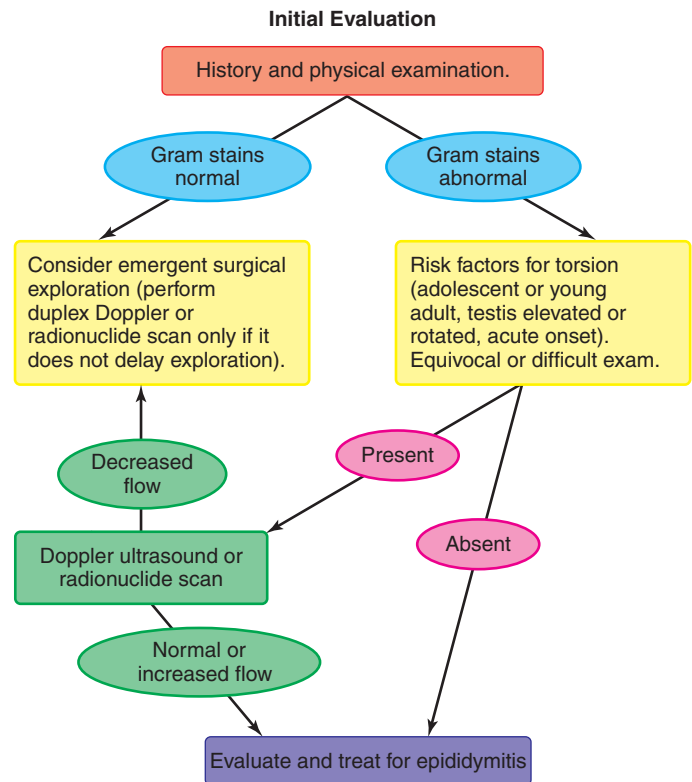 Initial Evaluation
History and physical examination.
Gram stains
normal
Gram stains
abnormal
Consider emergent surgical
exploration (perform
duplex Doppler or
radionuclide scan only if it
does not delay exploration).
Risk factors for torsion
(adolescent or young
adult, testis elevated or
rotated, acute onset).
Equivocal or difficult exam.
Decreased
flow
Present
Doppler ultrasound or
radionuclide scan
Absent
Normal or
increased flow
Evaluate and treat for epididymitis